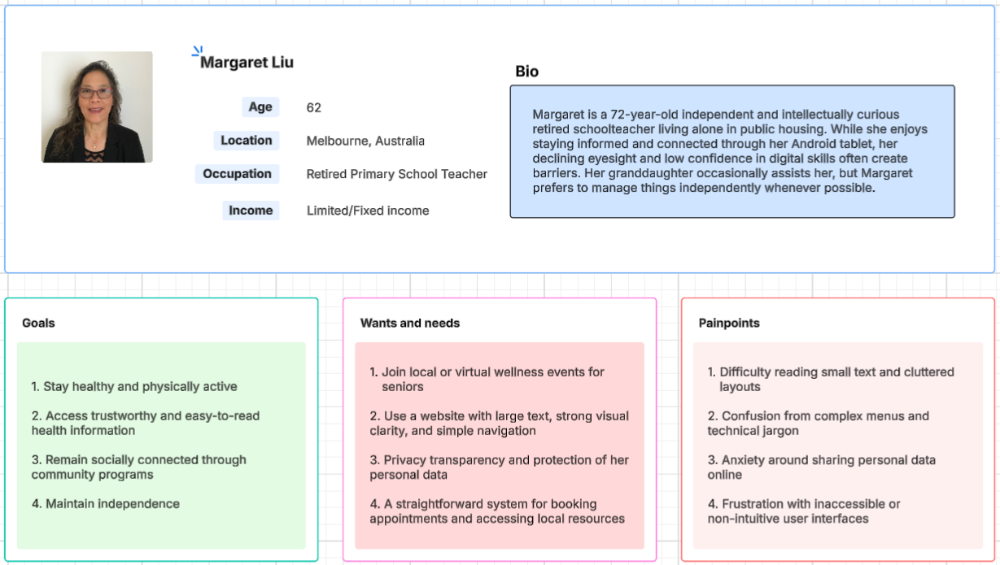 Margaret Liu
Age 62
Location Melbourne, Australia
Occupation Retired Primary School Teacher
Income Limited/Fixed income
Bio
Margaret is a 72-year-old independent and intellectually curious
retired schoolteacher living alone in public housing. While she enjoys
staying informed and connected through her Android tablet, her
declining eyesight and low confidence in digital skills often create
barriers. Her granddaughter occasionally assists her, but Margaret
prefers to manage things independently whenever possible.
Goals
1. Stay healthy and physically active
2. Access trustworthy and easy-to-read
health information
3. Remain socially connected through
community programs
4. Maintain independence
Wants and needs
1. Join local or virtual wellness events for
seniors
2. Use a website with large text, strong visual
clarity, and simple navigation
3. Privacy transparency and protection of her
personal data
4. A straightforward system for booking
appointments and accessing local resources
Painpoints
1. Difficulty reading small text and cluttered
layouts
2. Confusion from complex menus and
technical jargon
3. Anxiety around sharing personal data
online
4. Frustration with inaccessible or
non-intuitive user interfaces